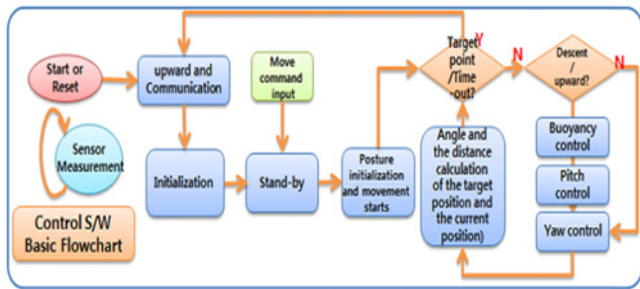 Start or
Reset
upward and
Communication
Move
command
input
Target
point
/Time
-out?
Y
N
Descent
/
upward?
N
Sensor
Measurement
Initialization
Stand-by
Posture
initialization
and movement
starts
Angle and
the distance
calculation
of the target
position and
the current
position)
Buoyancy
control
Pitch
control
Yaw control
Control S/W
Basic Flowchart